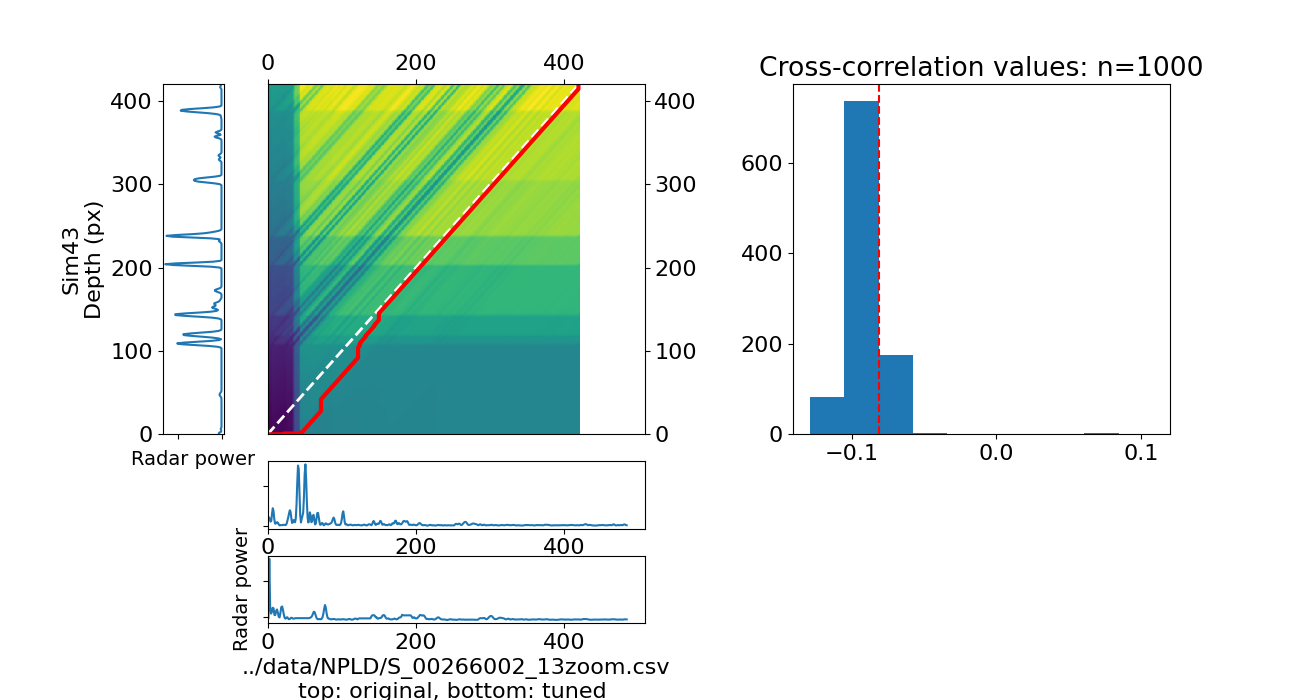 0 200 400
Cross-correlation values: n=1000
400
300
200
100
0
Sim43
Depth (px)
Radar power
400
300
200
100
0
600
400
200
0
−0.1 0.0 0.1
0 200 400
Radar power
0 200 400
../data/NPLD/S_00266002_13zoom.csv
top: original, bottom: tuned